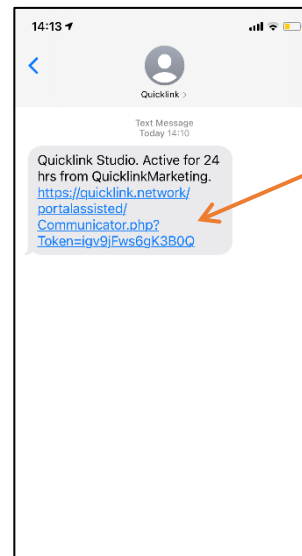 14:13
Quicklink >
Text Message
Today 14:10
Quicklink Studio. Active for 24
hrs from QuicklinkMarketing.
https://quicklink.network/
portalassisted/
Communicator.php?
Token=igv9jFws6gK3B0Q